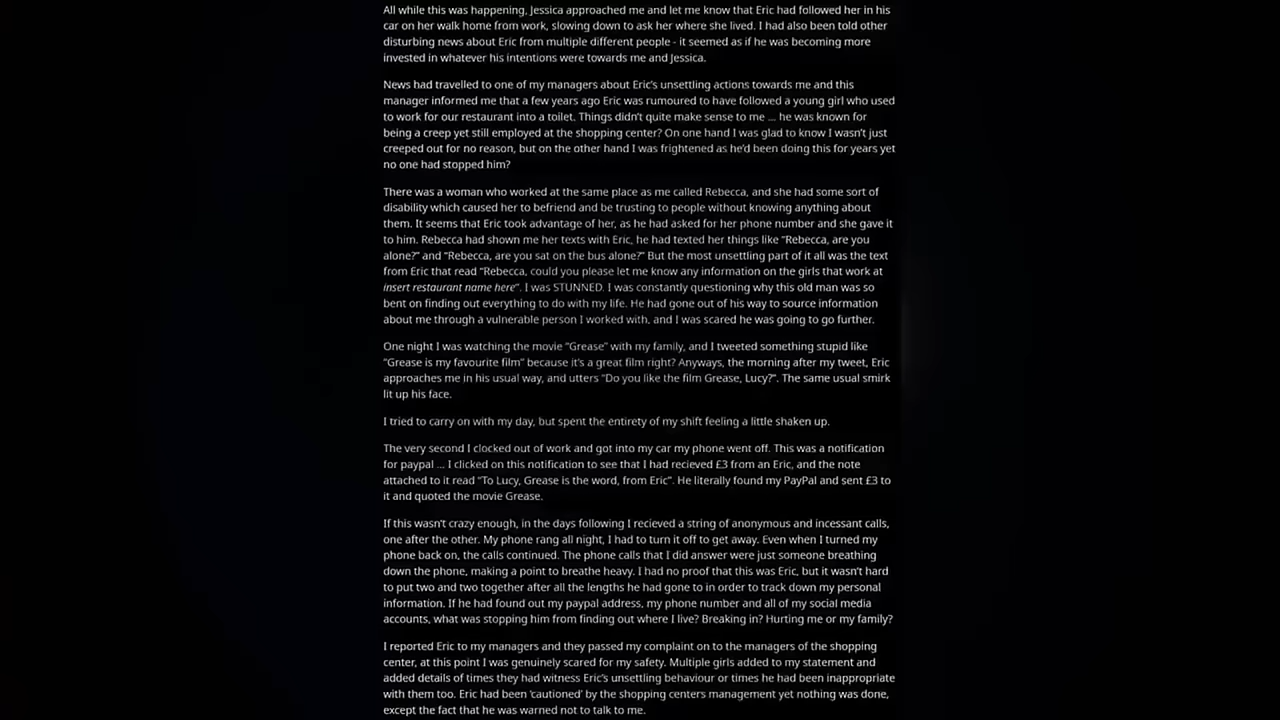 All while this was happening, Jessica approached me and let me know that Eric had followed her in his
car on her walk home from work, slowing down to ask her where she lived. I had also been told other
disturbing news about Eric from multiple different people - it seemed as if he was becoming more
invested in whatever his intentions were towards me and Jessica.
News had travelled to one of my managers about Eric's unsettling actions towards me and this
manager informed me that a few years ago Eric was rumoured to have followed a young girl who used
to work for our restaurant into a toilet. Things didn't quite make sense to me ... he was known for
being a creep yet still employed at the shopping center? On one hand I was glad to know I wasn't just
creeped out for no reason, but on the other hand I was frightened as he'd been doing this for years yet
no one had stopped him?
There was a woman who worked at the same place as me called Rebecca, and she had some sort of
disability which caused her to befriend and be trusting to people without knowing anything about
them. It seems that Eric took advantage of her, as he had asked for her phone number and she gave it
to him. Rebecca had shown me her texts with Eric, he had texted her things like "Rebecca, are you
alone?" and "Rebecca, are you sat on the bus alone?" But the most unsettling part of it all was the text
from Eric that read "Rebecca, could you please let me know any information on the girls that work at
insert restaurant name here". I was STUNNED. I was constantly questioning why this old man was so
bent on finding out everything to do with my life. He had gone out of his way to source information
about me through a vulnerable person I worked with, and I was scared he was going to go further.
One night I was watching the movie "Grease" with my family, and I tweeted something stupid like
"Grease is my favourite film" because it's a great film right? Anyways, the morning after my tweet, Eric
approaches me in his usual way, and utters "Do you like the film Grease, Lucy?". The same usual smirk
lit up his face.
I tried to carry on with my day, but spent the entirety of my shift feeling a little shaken up.
The very second I clocked out of work and got into my car my phone went off. This was a notification
for paypal ... I clicked on this notification to see that I had recieved £3 from an Eric, and the note
attached to it read "To Lucy, Grease is the word, from Eric". He literally found my PayPal and sent £3 to
it and quoted the movie Grease.
If this wasn't crazy enough, in the days following I recieved a string of anonymous and incessant calls,
one after the other. My phone rang all night, I had to turn it off to get away. Even when I turned my
phone back on, the calls continued. The phone calls that I did answer were just someone breathing
down the phone, making a point to breathe heavy. I had no proof that this was Eric, but it wasn't hard
to put two and two together after all the lengths he had gone to in order to track down my personal
information. If he had found out my paypal address, my phone number and all of my social media
accounts, what was stopping him from finding out where I live? Breaking in? Hurting me or my family?
I reported Eric to my managers and they passed my complaint on to the managers of the shopping
center, at this point I was genuinely scared for my safety. Multiple girls added to my statement and
added details of times they had witness Eric's unsettling behaviour or times he had been inappropriate
with them too. Eric had been 'cautioned' by the shopping centers management yet nothing was done,
except the fact that he was warned not to talk to me.